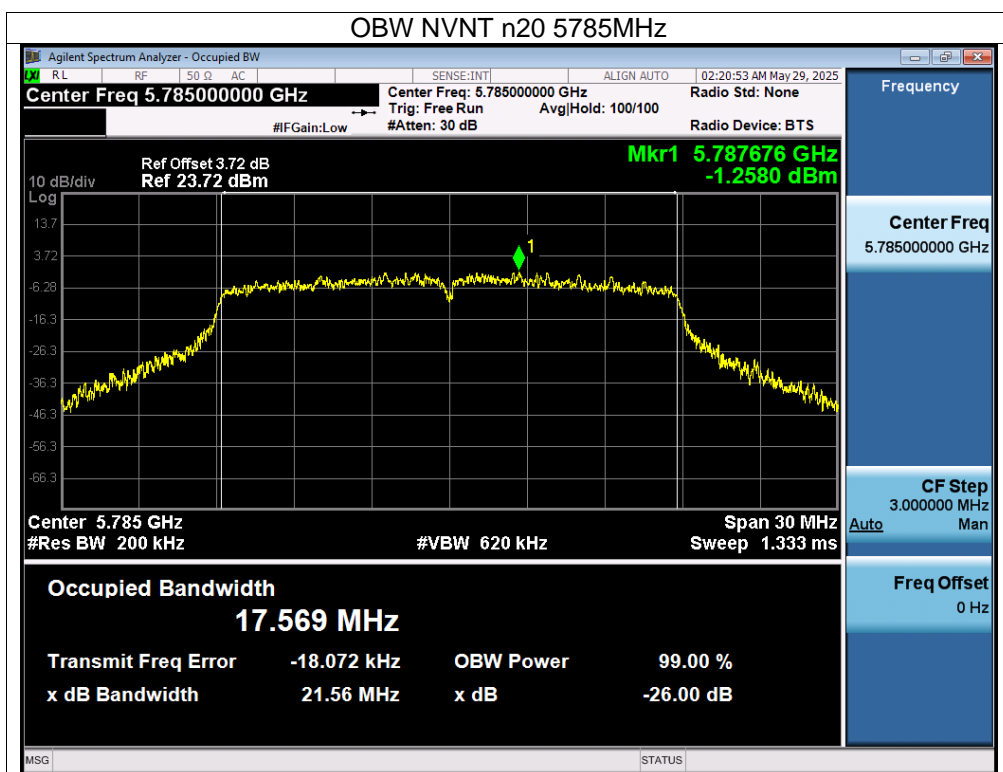 OBW NVNT n20 5785MHz
Agilent Spectrum Analyzer - Occupied BW
LXI RL RF 50 Ω AC SENSE:INT ALIGN AUTO 02:20:53 AM May 29, 2025
Center Freq 5.785000000 GHz
Center Freq: 5.785000000 GHz
Radio Std: None
Trig: Free Run Avg|Hold: 100/100
#IFGain:Low #Atten: 30 dB Radio Device: BTS
Frequency
Mkr1 5.787676 GHz
-1.2580 dBm
Ref Offset 3.72 dB
10 dB/div Ref 23.72 dBm
Log
13.7
3.72
-6.28
-16.3
-26.3
-36.3
-46.3
-56.3
-66.3
1
Center 5.785 GHz Span 30 MHz
#Res BW 200 kHz #VBW 620 kHz Sweep 1.333 ms
Center Freq
5.785000000 GHz
CF Step
3.000000 MHz
Auto Man
Freq Offset
0 Hz
Occupied Bandwidth
17.569 MHz
Transmit Freq Error -18.072 kHz OBW Power 99.00 %
x dB Bandwidth 21.56 MHz x dB -26.00 dB
MSG STATUS